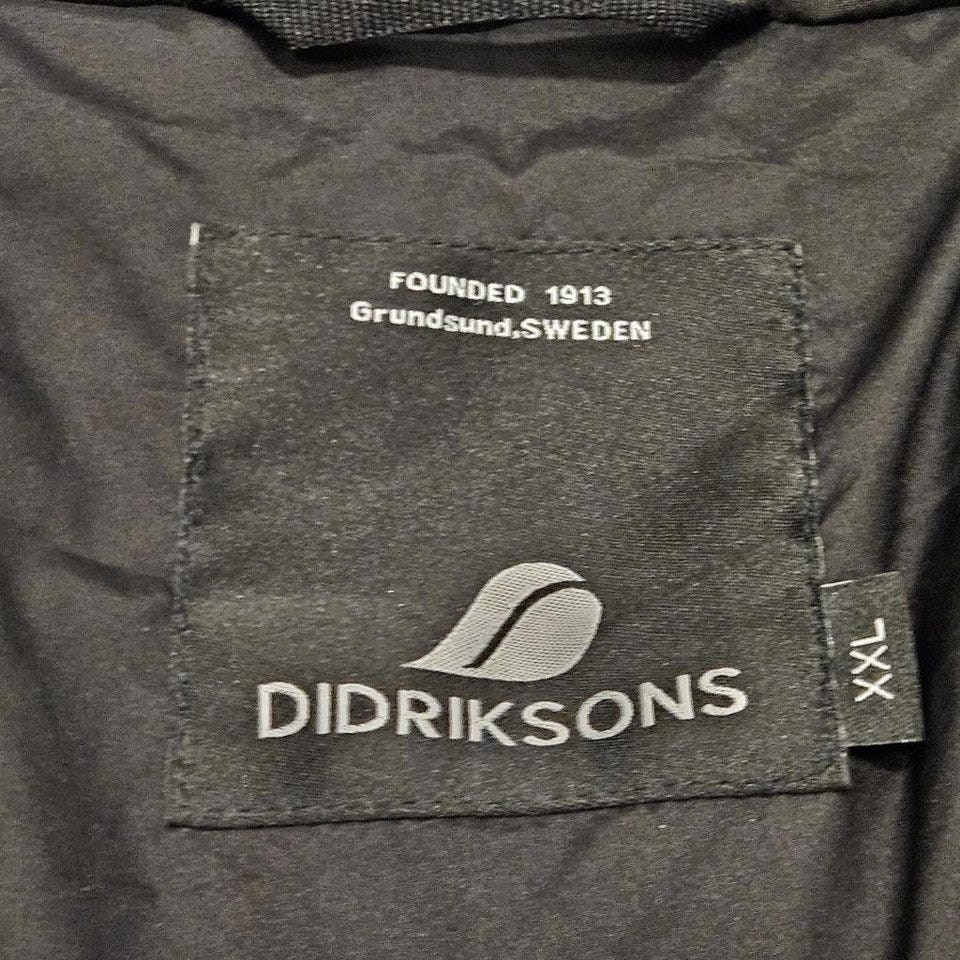 FOUNDED 1913
Grundsund,SWEDEN
DIDRIKSONS
XXL